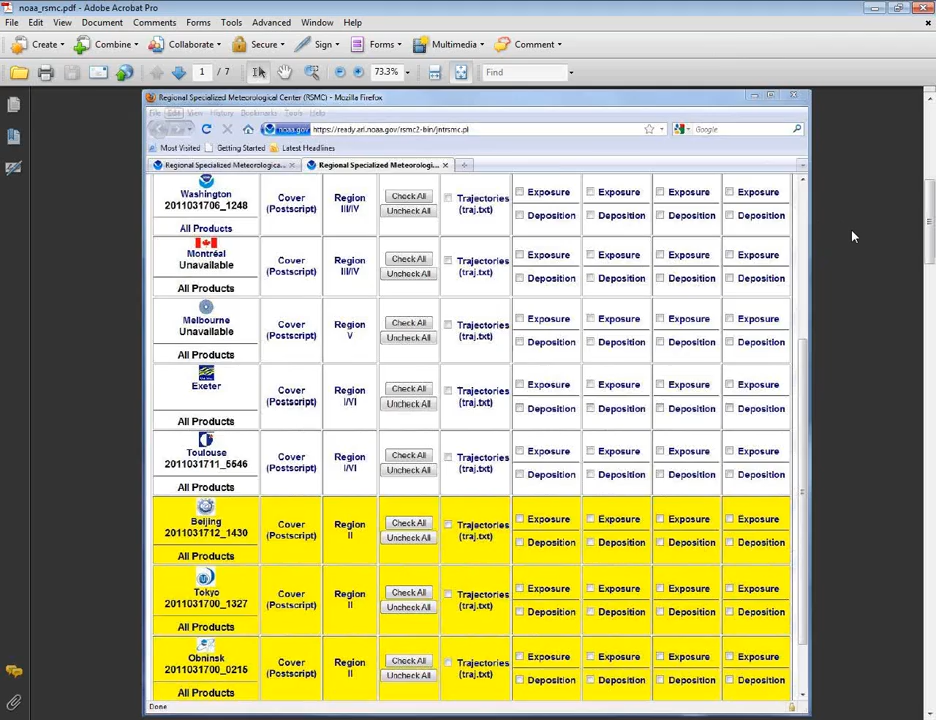 noaa_rsmc.pdf - Adobe Acrobat Pro
File Edit View Document Comments Forms Tools Advanced Window Help
Create Combine Collaborate Secure Sign Forms Multimedia Comment
1 / 7 73.3% Find
Regional Specialized Meteorological Center (RSMC) - Mozilla Firefox
File Edit View History Bookmarks Tools Help
noaa.gov https://ready.arl.noaa.gov/rsmc2-bin/jntrsmc.pl Google
Most Visited Getting Started Latest Headlines
Regional Specialized Meteorologica... Regional Specialized Meteorologi...
Washington
2011031706_1248
All Products
Cover
(Postscript)
Region
III/IV
Check All
Uncheck All
Trajectories
(traj.txt)
Exposure Exposure Exposure Exposure
Deposition Deposition Deposition Deposition
Montréal
Unavailable
All Products
Cover
(Postscript)
Region
III/IV
Check All
Uncheck All
Trajectories
(traj.txt)
Exposure Exposure Exposure Exposure
Deposition Deposition Deposition Deposition
Melbourne
Unavailable
All Products
Cover
(Postscript)
Region
V
Check All
Uncheck All
Trajectories
(traj.txt)
Exposure Exposure Exposure Exposure
Deposition Deposition Deposition Deposition
Exeter
All Products
Cover
(Postscript)
Region
I/VI
Check All
Uncheck All
Trajectories
(traj.txt)
Exposure Exposure Exposure Exposure
Deposition Deposition Deposition Deposition
Toulouse
2011031711_5546
All Products
Cover
(Postscript)
Region
I/VI
Check All
Uncheck All
Trajectories
(traj.txt)
Exposure Exposure Exposure Exposure
Deposition Deposition Deposition Deposition
Beijing
2011031712_1430
All Products
Cover
(Postscript)
Region
II
Check All
Uncheck All
Trajectories
(traj.txt)
Exposure Exposure Exposure Exposure
Deposition Deposition Deposition Deposition
Tokyo
2011031700_1327
All Products
Cover
(Postscript)
Region
II
Check All
Uncheck All
Trajectories
(traj.txt)
Exposure Exposure Exposure Exposure
Deposition Deposition Deposition Deposition
Obninsk
2011031700_0215
All Products
Cover
(Postscript)
Region
II
Check All
Uncheck All
Trajectories
(traj.txt)
Exposure Exposure Exposure Exposure
Deposition Deposition Deposition Deposition
Done